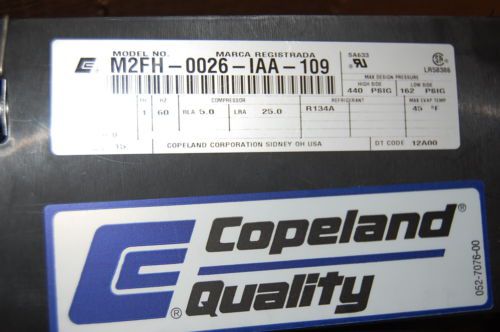 MODEL NO. MARCA REGISTRADA
M2FH-0026-IAA-109
SA633
LR58386
MAX DESIGN PRESSURE
HIGH SIDE LOW SIDE
440 PSIG 162 PSIG
HZ COMPRESSOR REFRIGERANT MAX EVAP TEMP
1 60 RLA 5.0 LRA 25.0 R134A 45 °F
COPELAND CORPORATION SIDNEY OH USA DT CODE 12A00
Copeland®
® Quality
052-7076-00